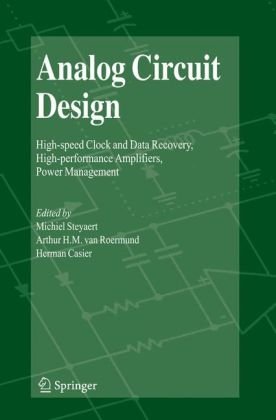 Analog Circuit
Design
High-speed Clock and Data Recovery,
High-performance Amplifiers,
Power Management
Edited by
Michiel Steyaert
Arthur H.M. van Roermund
Herman Casier
Springer